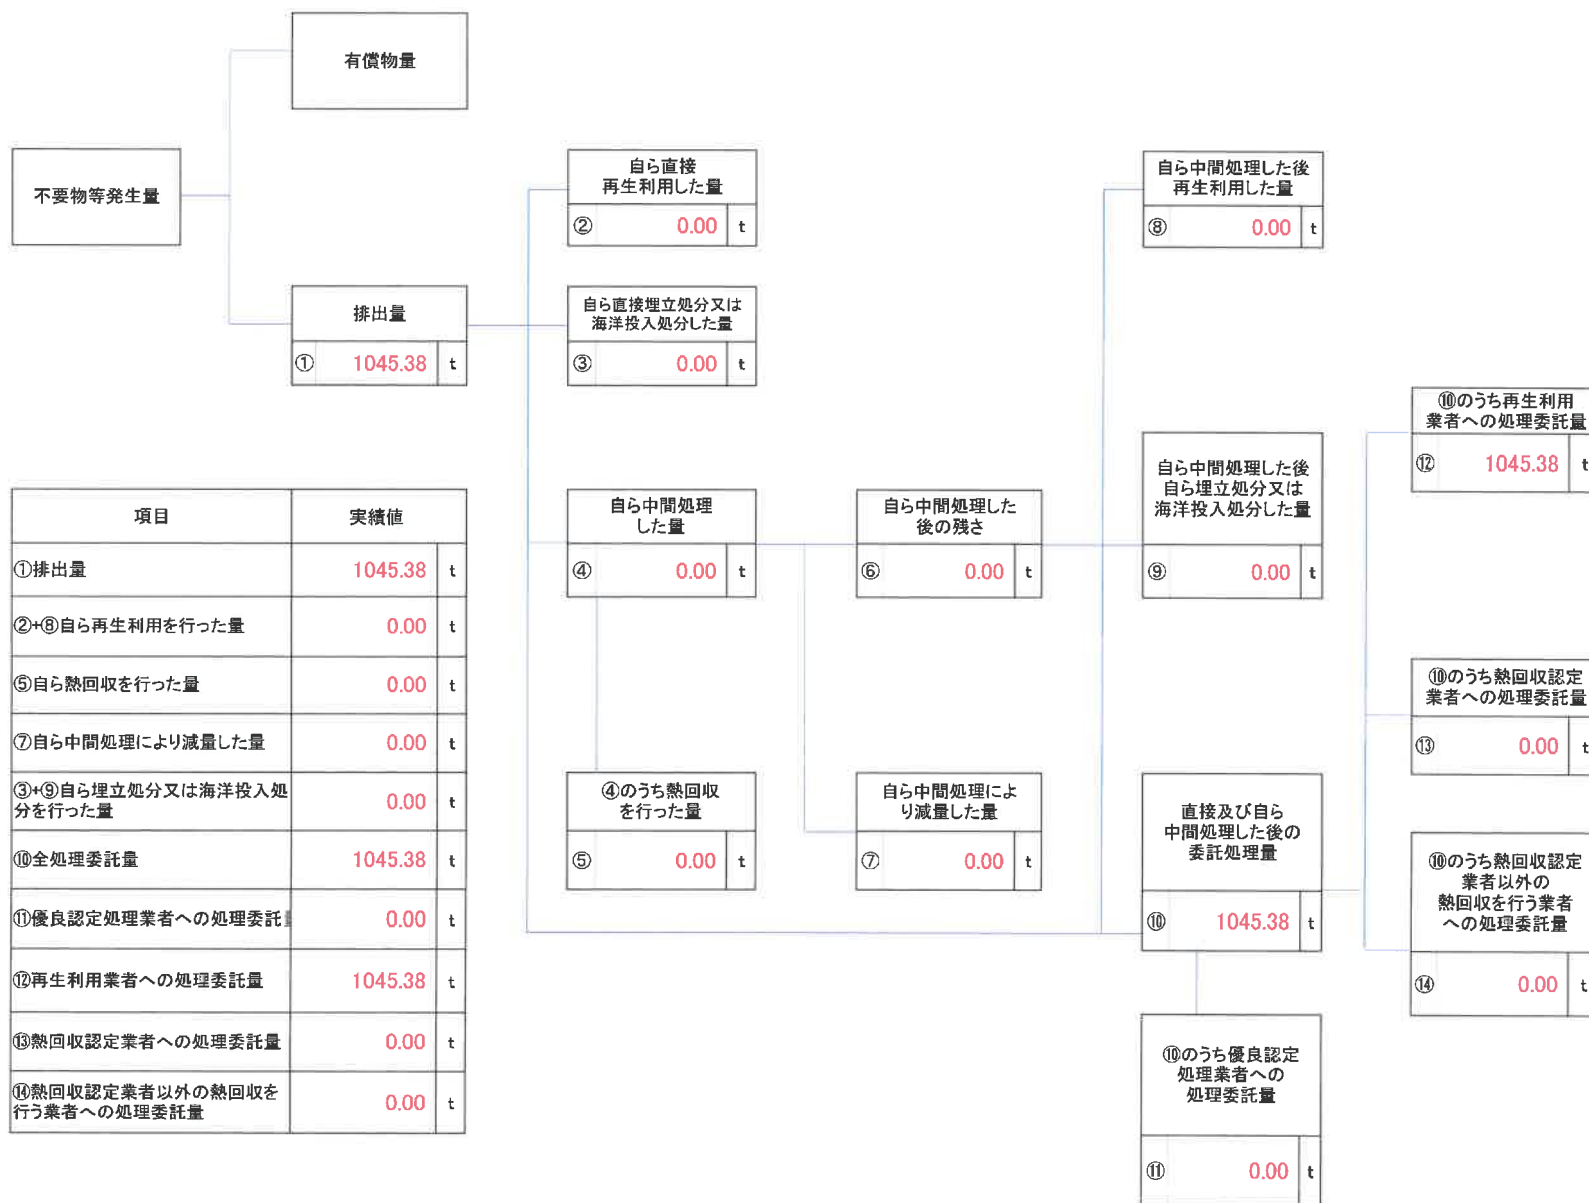 有償物量
不要物等発生量
排出量
① 1045.38 t
自ら直接
再生利用した量
② 0.00 t
自ら直接埋立処分又は
海洋投入処分した量
③ 0.00 t
自ら中間処理
した量
④ 0.00 t
④のうち熱回収
を行った量
⑤ 0.00 t
自ら中間処理した
後の残さ
⑥ 0.00 t
自ら中間処理によ
り減量した量
⑦ 0.00 t
自ら中間処理した後
再生利用した量
⑧ 0.00 t
自ら中間処理した後
自ら埋立処分又は
海洋投入処分した量
⑨ 0.00 t
直接及び自ら
中間処理した後の
委託処理量
⑩ 1045.38 t
⑩のうち優良認定
処理業者への
処理委託量
⑪ 0.00 t
⑩のうち再生利用
業者への処理委託量
⑫ 1045.38 t
⑩のうち熱回収認定
業者への処理委託量
⑬ 0.00 t
⑩のうち熱回収認定
業者以外の
熱回収を行う業者
への処理委託量
⑭ 0.00 t
項目 実績値
①排出量 1045.38 t
②+⑧自ら再生利用を行った量 0.00 t
⑤自ら熱回収を行った量 0.00 t
⑦自ら中間処理により減量した量 0.00 t
③+⑨自ら埋立処分又は海洋投入処
分を行った量 0.00 t
⑩全処理委託量 1045.38 t
⑪優良認定処理業者への処理委託 0.00 t
⑫再生利用業者への処理委託量 1045.38 t
⑬熱回収認定業者への処理委託量 0.00 t
⑭熱回収認定業者以外の熱回収を
行う業者への処理委託量 0.00 t